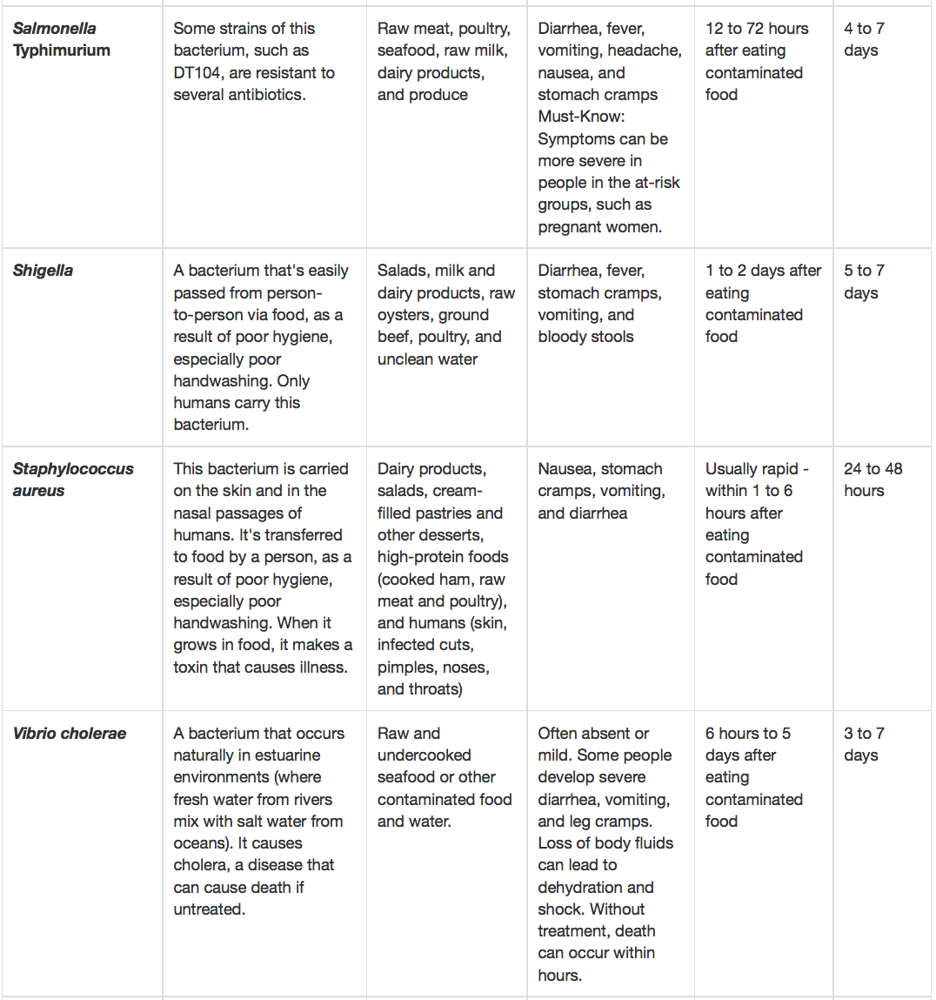 Salmonella
Typhimurium
Some strains of this
bacterium, such as
DT104, are resistant to
several antibiotics.
Raw meat, poultry,
seafood, raw milk,
dairy products,
and produce
Diarrhea, fever,
vomiting, headache,
nausea, and
stomach cramps
Must-Know:
Symptoms can be
more severe in
people in the at-risk
groups, such as
pregnant women.
12 to 72 hours
after eating
contaminated
food
4 to 7
days
Shigella
A bacterium that's easily
passed from person-
to-person via food, as a
result of poor hygiene,
especially poor
handwashing. Only
humans carry this
bacterium.
Salads, milk and
dairy products, raw
oysters, ground
beef, poultry, and
unclean water
Diarrhea, fever,
stomach cramps,
vomiting, and
bloody stools
1 to 2 days after
eating
contaminated
food
5 to 7
days
Staphylococcus
aureus
This bacterium is carried
on the skin and in the
nasal passages of
humans. It's transferred
to food by a person, as a
result of poor hygiene,
especially poor
handwashing. When it
grows in food, it makes a
toxin that causes illness.
Dairy products,
salads, cream-
filled pastries and
other desserts,
high-protein foods
(cooked ham, raw
meat and poultry),
and humans (skin,
infected cuts,
pimples, noses,
and throats)
Nausea, stomach
cramps, vomiting,
and diarrhea
Usually rapid -
within 1 to 6
hours after
eating
contaminated
food
24 to 48
hours
Vibrio cholerae
A bacterium that occurs
naturally in estuarine
environments (where
fresh water from rivers
mix with salt water from
oceans). It causes
cholera, a disease that
can cause death if
untreated.
Raw and
undercooked
seafood or other
contaminated food
and water.
Often absent or
mild. Some people
develop severe
diarrhea, vomiting,
and leg cramps.
Loss of body fluids
can lead to
dehydration and
shock. Without
treatment, death
can occur within
hours.
6 hours to 5
days after
eating
contaminated
food
3 to 7
days